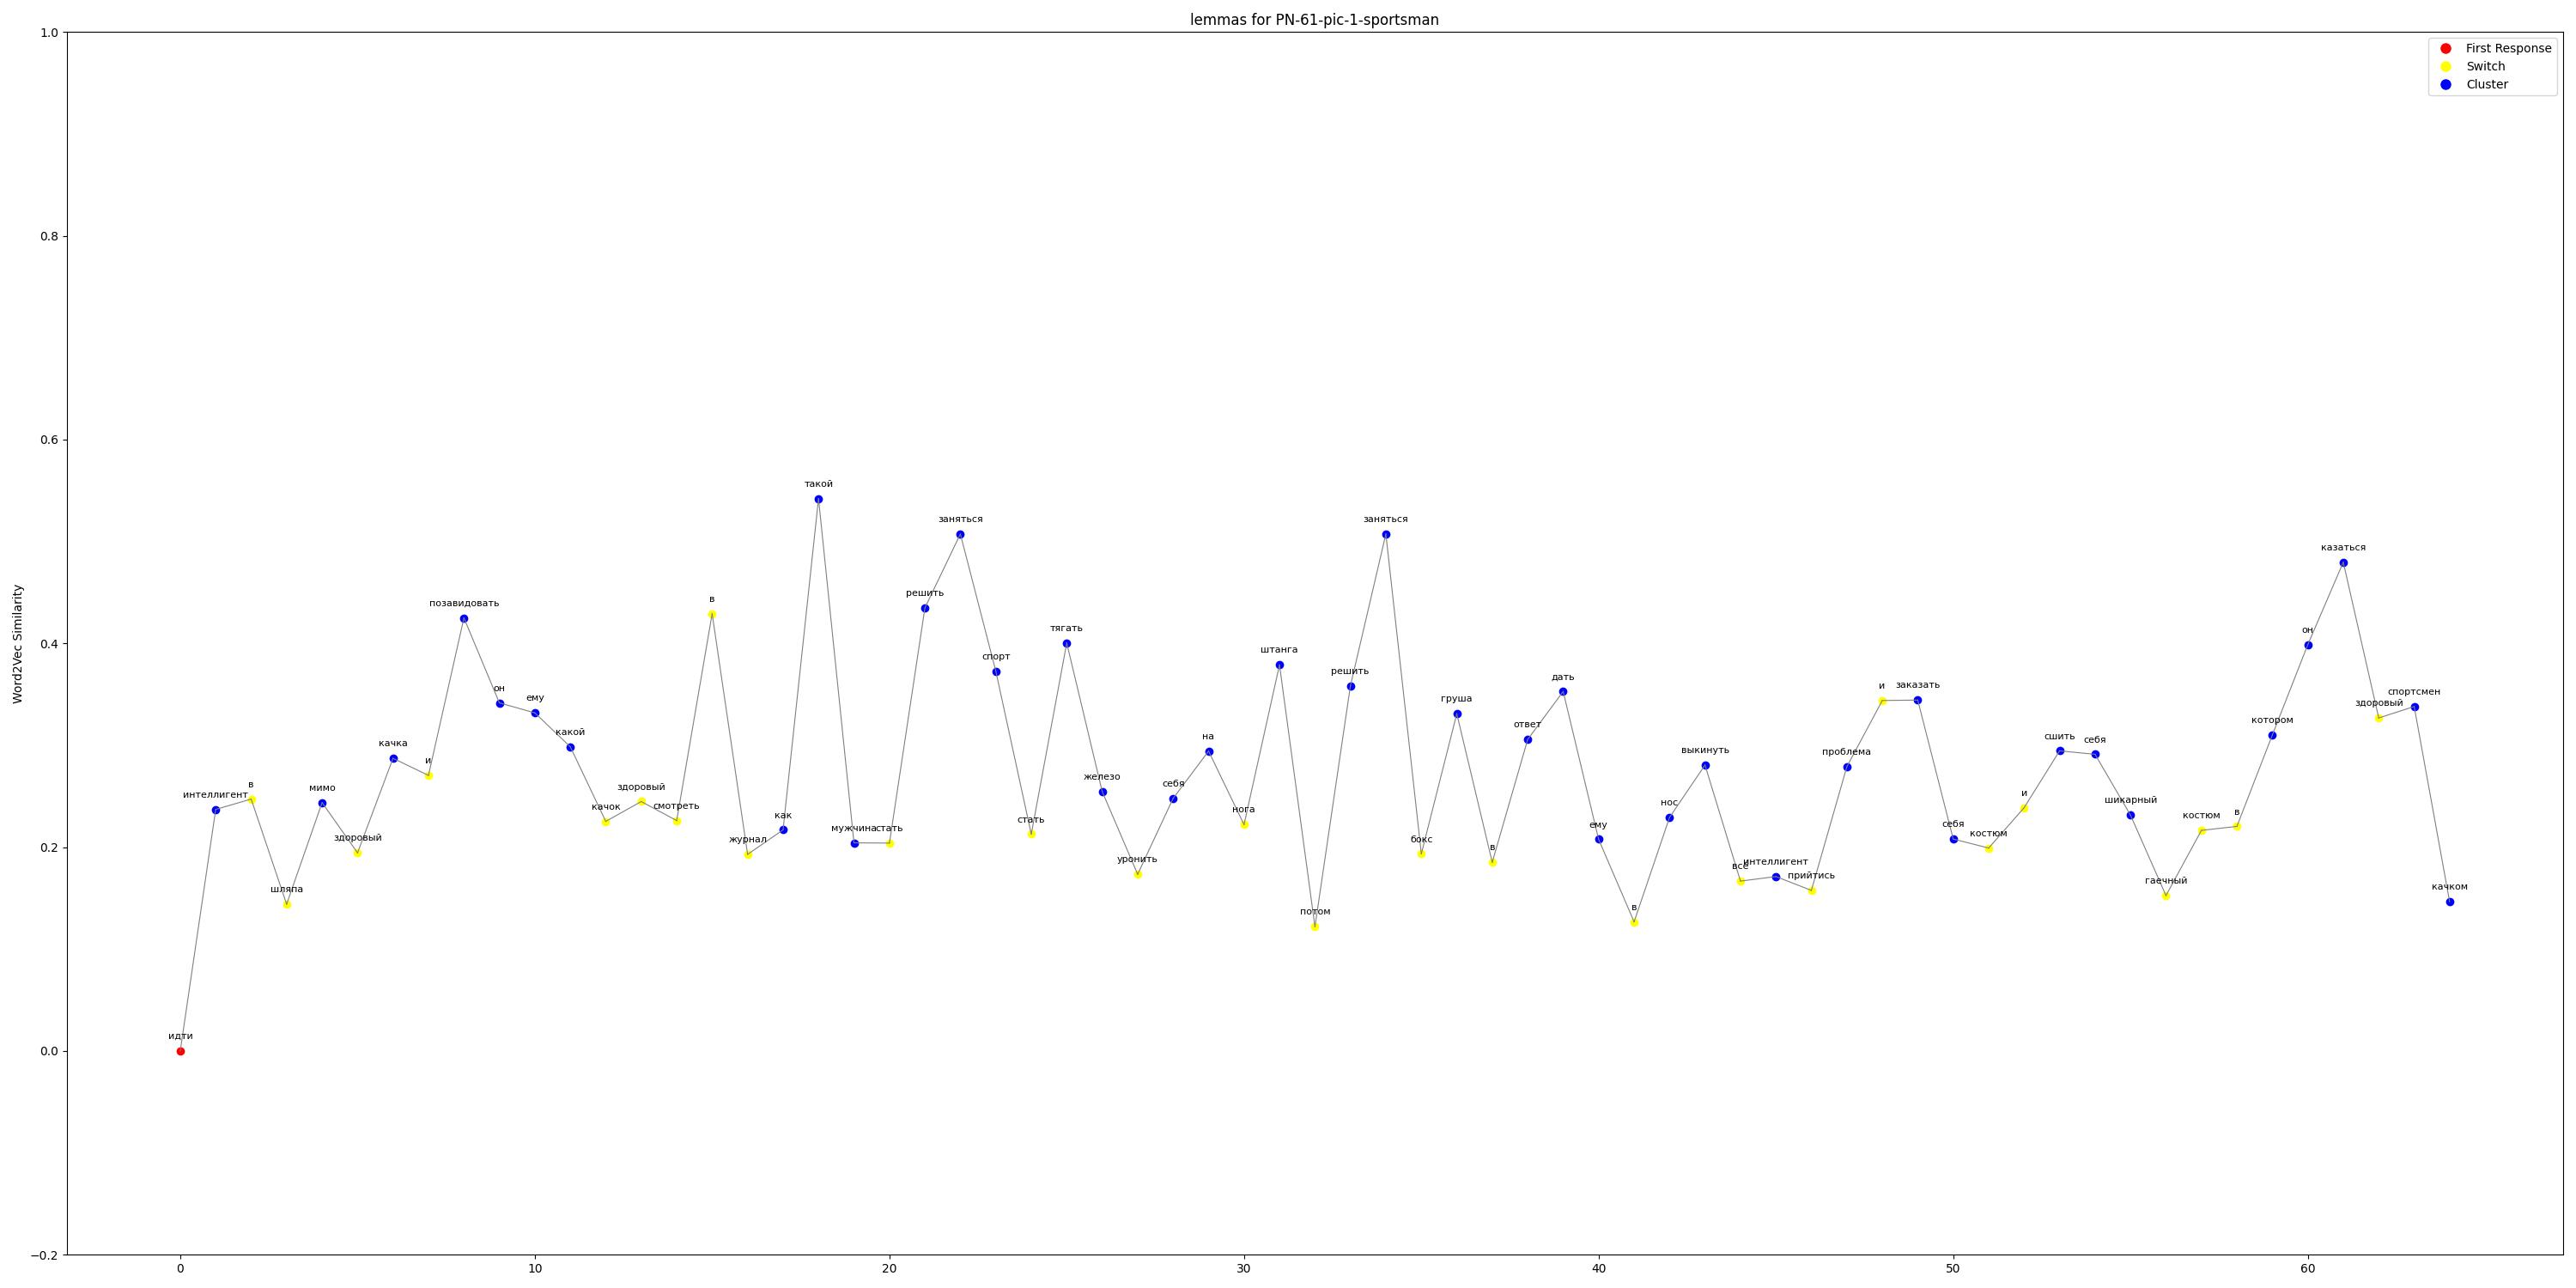 lemmas for PN-61-pic-1-sportsman
First Response
Switch
Cluster
Word2Vec Similarity
1.0
0.8
0.6
0.4
0.2
0.0
−0.2
0
10
20
30
40
50
60
идти
интеллигент
в
шляпа
мимо
здоровый
качка
и
позавидовать
он
ему
какой
качок
здоровый
смотреть
в
журнал
как
такой
мужчина
стать
решить
заняться
спорт
стать
тягать
железо
уронить
себя
на
нога
штанга
потом
решить
заняться
бокс
груша
в
ответ
дать
ему
в
нос
выкинуть
все
интеллигент
прийтись
проблема
и
заказать
себя
костюм
и
сшить
себя
шикарный
гаечный
костюм
в
котором
он
казаться
здоровый
спортсмен
качком